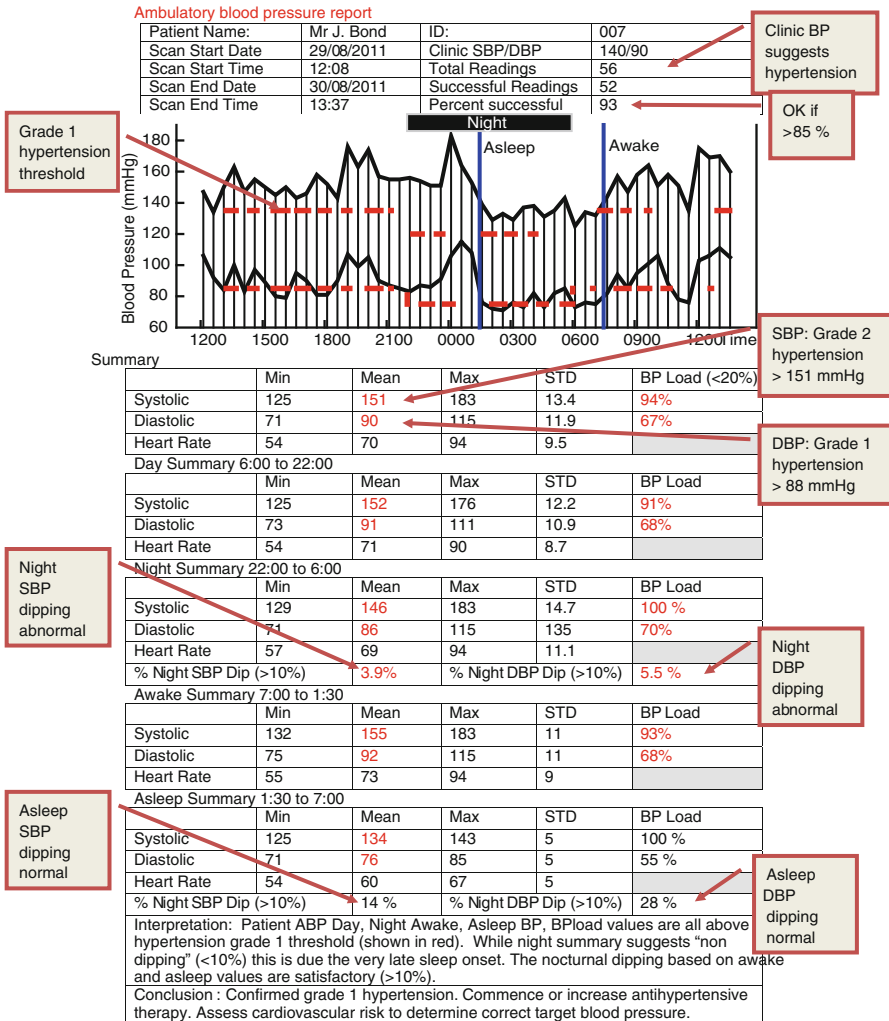 Ambulatory blood pressure report
Patient Name: Mr J. Bond ID: 007
Scan Start Date 29/08/2011 Clinic SBP/DBP 140/90
Scan Start Time 12:08 Total Readings 56
Scan End Date 30/08/2011 Successful Readings 52
Scan End Time 13:37 Percent successful 93
Clinic BP
suggests
hypertension
OK if
>85 %
Grade 1
hypertension
threshold
Night
Asleep
Awake
Blood Pressure (mmHg)
180
160
140
120
100
80
60
1200 1500 1800 2100 0000 0300 0600 0900 1200 Time
SBP: Grade 2
hypertension
> 151 mmHg
Summary
Min Mean Max STD BP Load (<20%)
Systolic 125 151 183 13.4 94%
Diastolic 71 90 115 11.9 67%
Heart Rate 54 70 94 9.5
DBP: Grade 1
hypertension
> 88 mmHg
Day Summary 6:00 to 22:00
Min Mean Max STD BP Load
Systolic 125 152 176 12.2 91%
Diastolic 73 91 111 10.9 68%
Heart Rate 54 71 90 8.7
Night
SBP
dipping
abnormal
Night Summary 22:00 to 6:00
Min Mean Max STD BP Load
Systolic 129 146 183 14.7 100 %
Diastolic 71 86 115 135 70%
Heart Rate 57 69 94 11.1
% Night SBP Dip (>10%) 3.9% % Night DBP Dip (>10%) 5.5 %
Night
DBP
dipping
abnormal
Awake Summary 7:00 to 1:30
Min Mean Max STD BP Load
Systolic 132 155 183 11 93%
Diastolic 75 92 115 11 68%
Heart Rate 55 73 94 9
Asleep
SBP
dipping
normal
Asleep Summary 1:30 to 7:00
Min Mean Max STD BP Load
Systolic 125 134 143 5 100 %
Diastolic 71 76 85 5 55 %
Heart Rate 54 60 67 5
% Night SBP Dip (>10%) 14 % % Night DBP Dip (>10%) 28 %
Asleep
DBP
dipping
normal
Interpretation: Patient ABP Day, Night Awake, Asleep BP, BPload values are all above
hypertension grade 1 threshold (shown in red). While night summary suggests “non
dipping” (<10%) this is due the very late sleep onset. The nocturnal dipping based on awake
and asleep values are satisfactory (>10%).
Conclusion : Confirmed grade 1 hypertension. Commence or increase antihypertensive
therapy. Assess cardiovascular risk to determine correct target blood pressure.